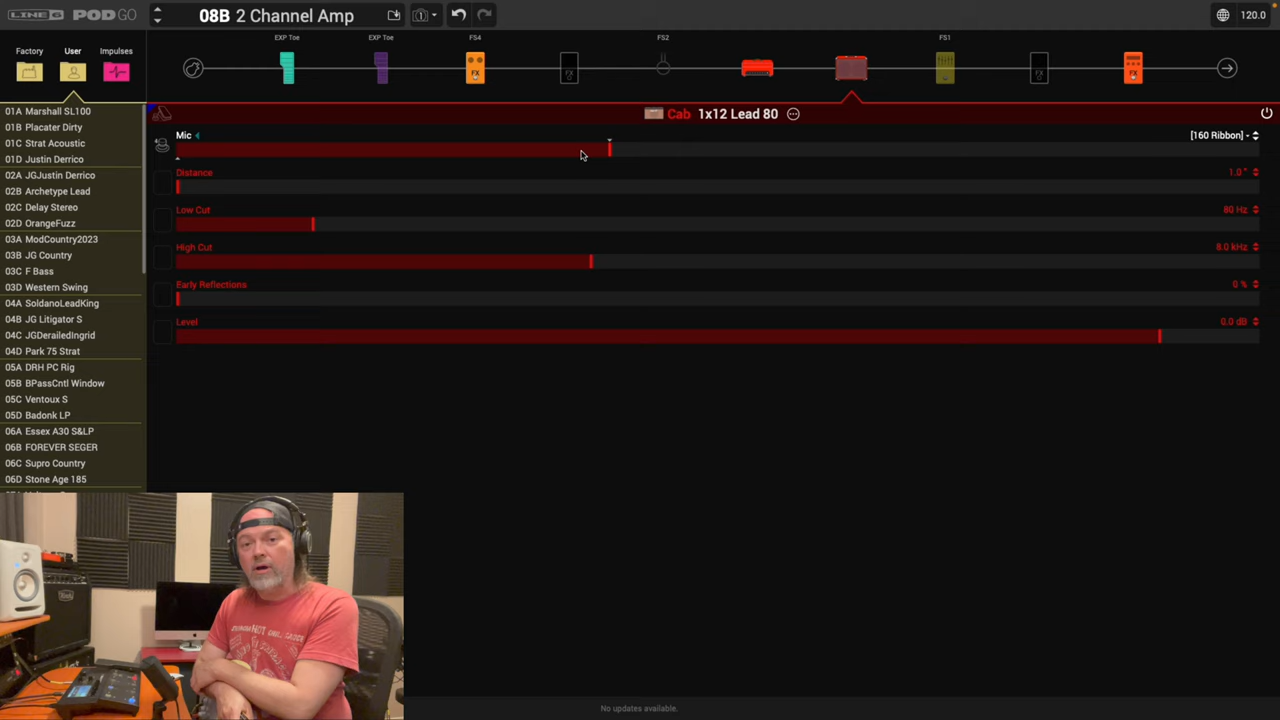 LINE 6 POD GO
08B 2 Channel Amp
120.0
Factory User Impulses
EXP Toe EXP Toe FS4 FS2 FS1
FX FX FX FX
Cab 1x12 Lead 80
01A Marshall SL100
01B Placater Dirty
01C Strat Acoustic
01D Justin Derrico
02A JGJustin Derrico
02B Archetype Lead
02C Delay Stereo
02D OrangeFuzz
03A ModCountry2023
03B JG Country
03C F Bass
03D Western Swing
04A SoldanoLeadKing
04B JG Litigator S
04C JGDerailedIngrid
04D Park 75 Strat
05A DRH PC Rig
05B BPassCntl Window
05C Ventoux S
05D Badonk LP
06A Essex A30 S&LP
06B FOREVER SEGER
06C Supro Country
06D Stone Age 185
Mic [160 Ribbon]
Distance 1.0 "
Low Cut 80 Hz
High Cut 8.0 kHz
Early Reflections 0 %
Level 0.0 dB
No updates available.